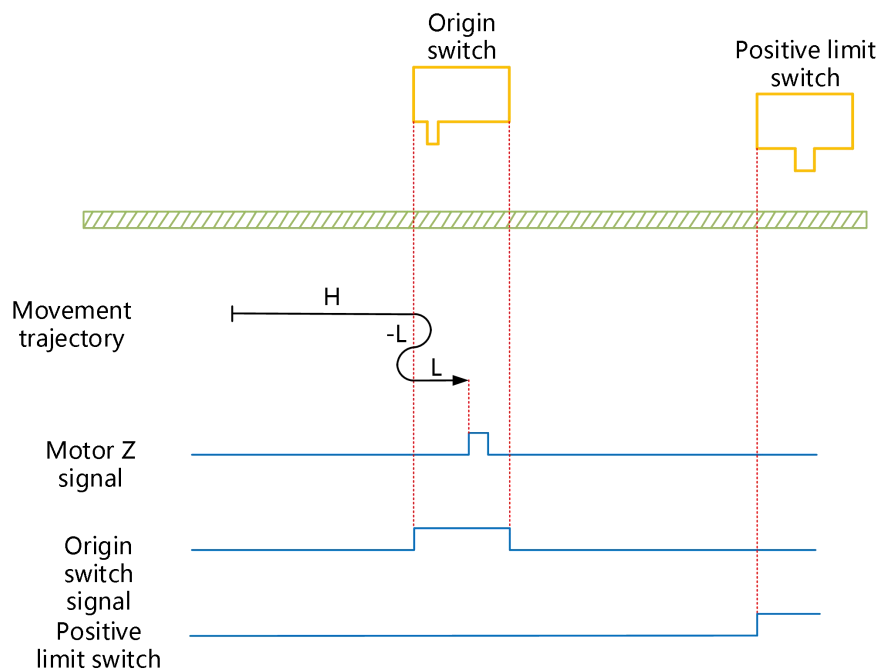 Origin
switch
Positive limit
switch
H
Movement
trajectory
-L
L
Motor Z
signal
Origin
switch
signal
Positive
limit switch